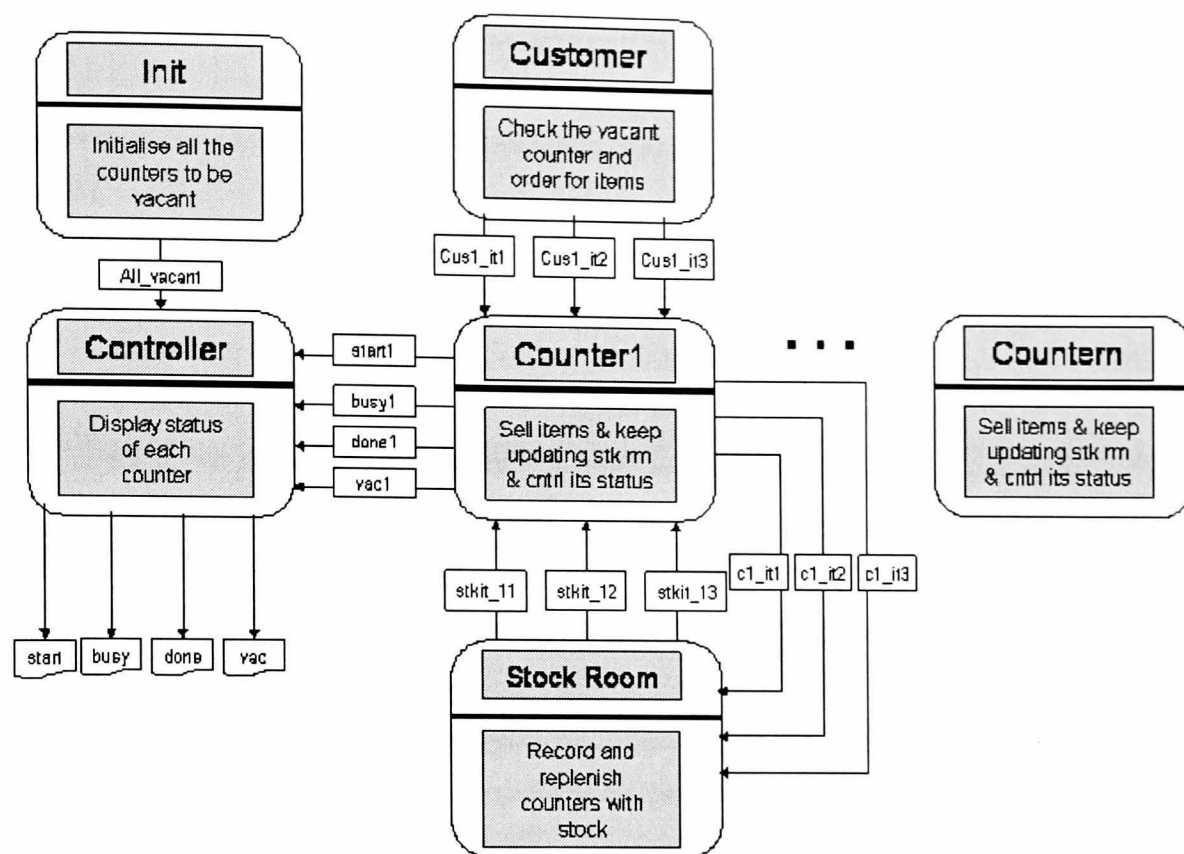 Init
Initialise all the
counters to be
vacant
All_vacant
Customer
Check the vacant
counter and
order for items
Cus1_it1
Cus1_it2
Cus1_it3
Controller
Display status
of each
counter
start1
busy1
done1
vac1
Counter1
Sell items & keep
updating stk rm
& cntrl its status
. . .
Countern
Sell items & keep
updating stk rm
& cntrl its status
c1_it1
c1_it2
c1_it3
stkit_11
stkit_12
stkit_13
start
busy
done
vac
Stock Room
Record and
replenish
counters with
stock